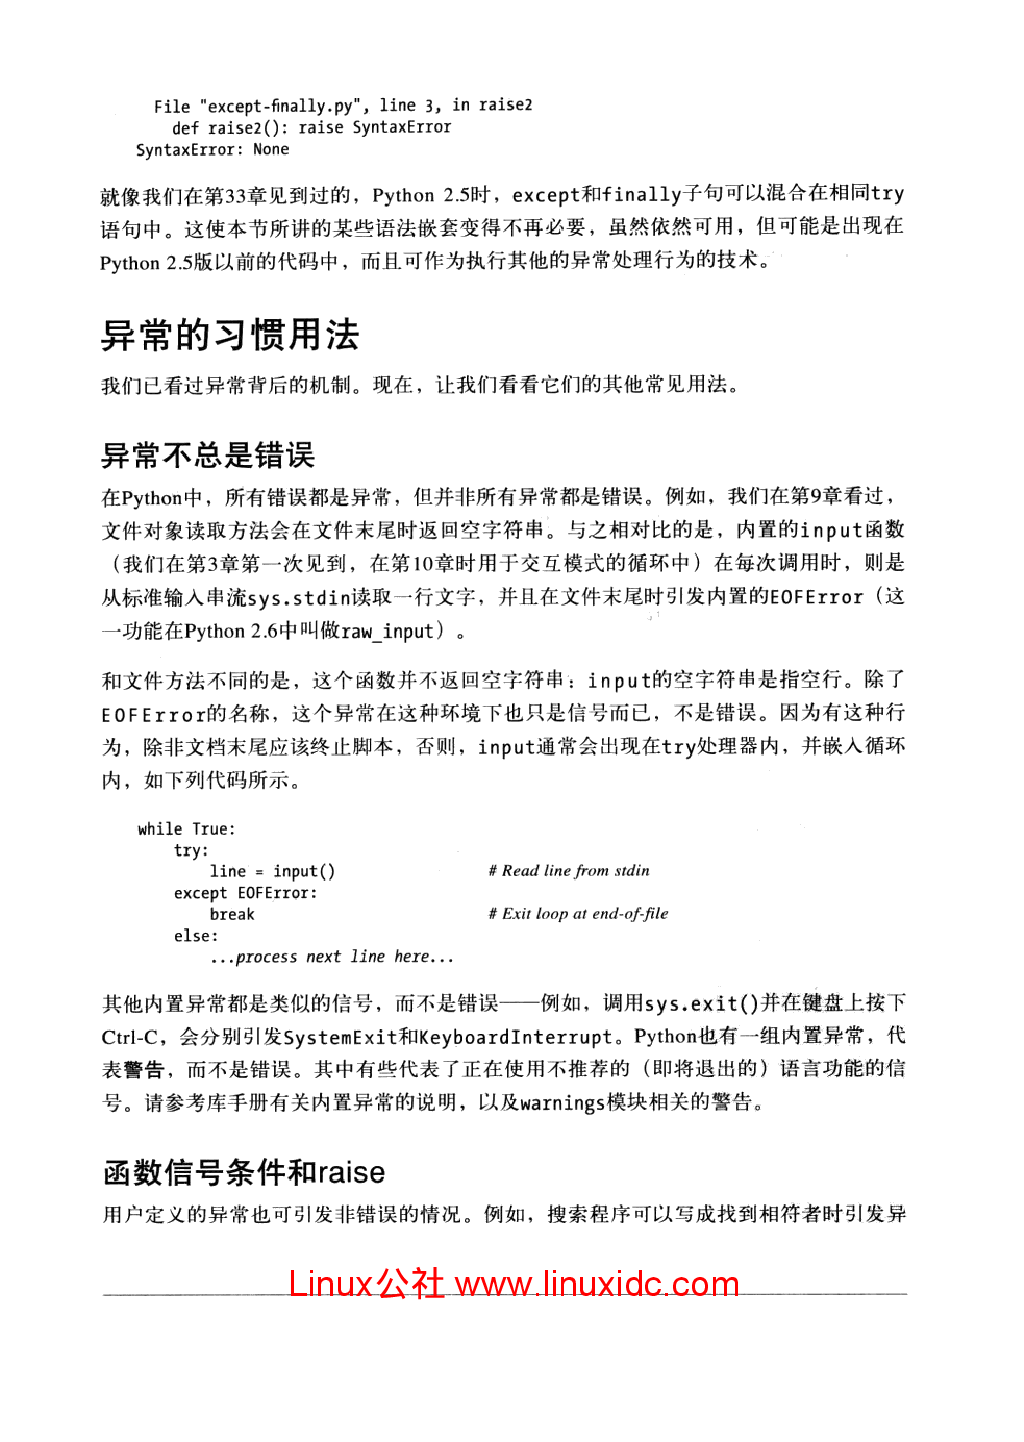 File "except-finally.py", line 3, in raise2
def raise2(): raise SyntaxError
SyntaxError: None
就像我们在第33章见到过的，Python 2.5时，except和finally子句可以混合在相同try
语句中。这使本节所讲的某些语法嵌套变得不再必要，虽然依然可用，但可能是出现在
Python 2.5版以前的代码中，而且可作为执行其他的异常处理行为的技术。
异常的习惯用法
我们已看过异常背后的机制。现在，让我们看看它们的其他常见用法。
异常不总是错误
在Python中，所有错误都是异常，但并非所有异常都是错误。例如，我们在第9章看过，
文件对象读取方法会在文件末尾时返回空字符串。与之相对比的是，内置的input函数
（我们在第3章第一次见到，在第10章时用于交互模式的循环中）在每次调用时，则是
从标准输入串流sys.stdin读取一行文字，并且在文件末尾时引发内置的EOFError（这
一功能在Python 2.6中叫做raw_input）。
和文件方法不同的是，这个函数并不返回空字符串：input的空字符串是指空行。除了
EOFError的名称，这个异常在这种环境下也只是信号而已，不是错误。因为有这种行
为，除非文档末尾应该终止脚本，否则，input通常会出现在try处理器内，并嵌入循环
内，如下列代码所示。
while True:
try:
line = input() # Read line from stdin
except EOFError:
break # Exit loop at end-of-file
else:
...process next line here...
其他内置异常都是类似的信号，而不是错误——例如，调用sys.exit()并在键盘上按下
Ctrl-C，会分别引发SystemExit和KeyboardInterrupt。Python也有一组内置异常，代
表警告，而不是错误。其中有些代表了正在使用不推荐的（即将退出的）语言功能的信
号。请参考库手册有关内置异常的说明，以及warnings模块相关的警告。
函数信号条件和raise
用户定义的异常也可引发非错误的情况。例如，搜索程序可以写成找到相符者时引发异
Linux公社 www.linuxidc.com